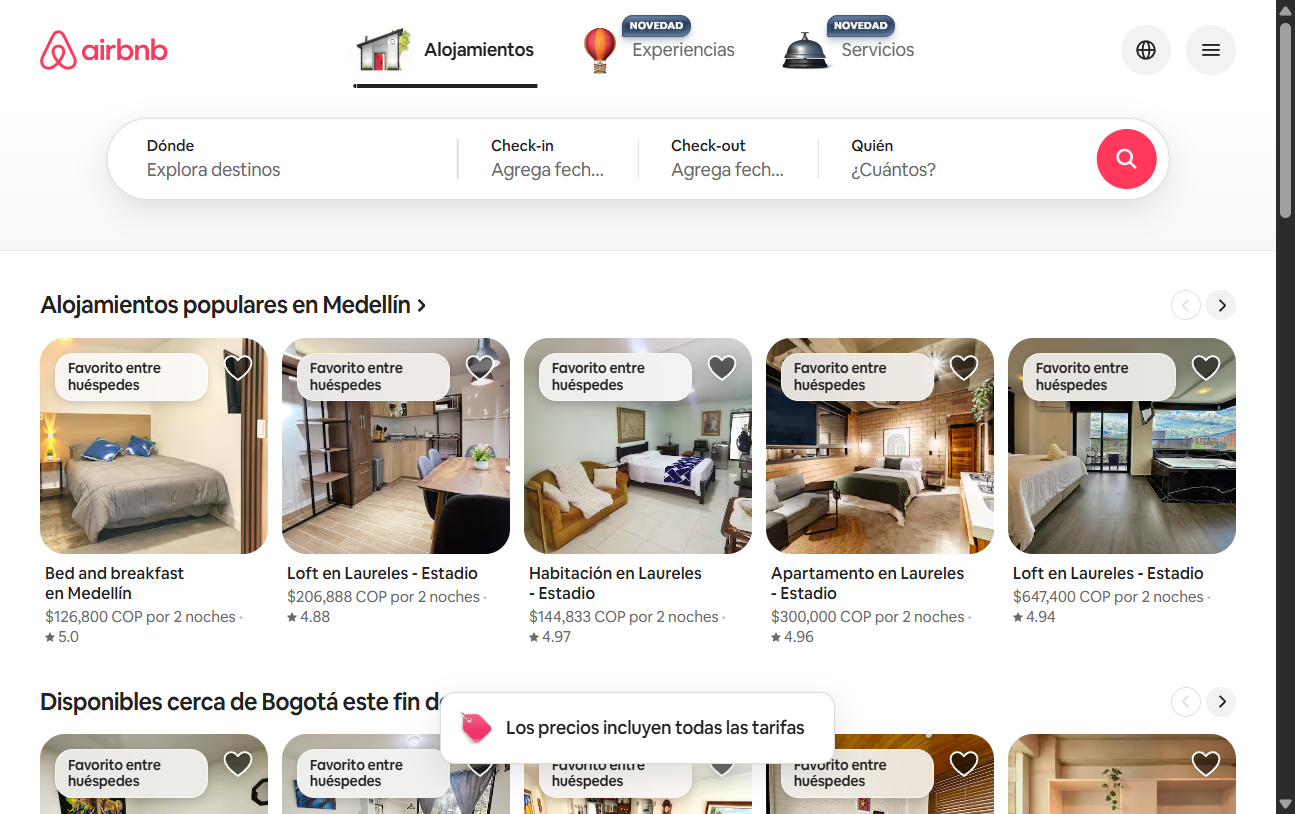 airbnb
Alojamientos
NOVEDAD
Experiencias
NOVEDAD
Servicios
Dónde
Explora destinos
Check-in
Agrega fech...
Check-out
Agrega fech...
Quién
¿Cuántos?
Alojamientos populares en Medellín
Favorito entre
huéspedes
Favorito entre
huéspedes
Favorito entre
huéspedes
Favorito entre
huéspedes
Favorito entre
huéspedes
Bed and breakfast
en Medellín
$126,800 COP por 2 noches ·
★ 5.0
Loft en Laureles - Estadio
$206,888 COP por 2 noches ·
★ 4.88
Habitación en Laureles
- Estadio
$144,833 COP por 2 noches ·
★ 4.97
Apartamento en Laureles
- Estadio
$300,000 COP por 2 noches ·
★ 4.96
Loft en Laureles - Estadio
$647,400 COP por 2 noches ·
★ 4.94
Disponibles cerca de Bogotá este fin
Los precios incluyen todas las tarifas
Favorito entre
huéspedes
Favorito entre
huéspedes
Favorito entre
huéspedes
Favorito entre
huéspedes